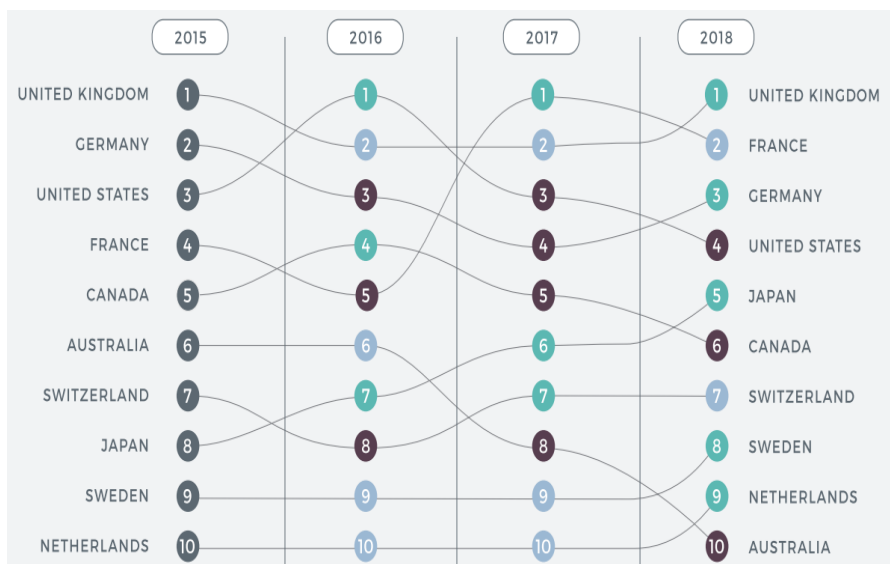 2015 2016 2017 2018
UNITED KINGDOM 1 1 1 1 UNITED KINGDOM
GERMANY 2 2 2 2 FRANCE
UNITED STATES 3 3 3 3 GERMANY
FRANCE 4 4 4 4 UNITED STATES
CANADA 5 5 5 5 JAPAN
AUSTRALIA 6 6 6 6 CANADA
SWITZERLAND 7 7 7 7 SWITZERLAND
JAPAN 8 8 8 8 SWEDEN
SWEDEN 9 9 9 9 NETHERLANDS
NETHERLANDS 10 10 10 10 AUSTRALIA